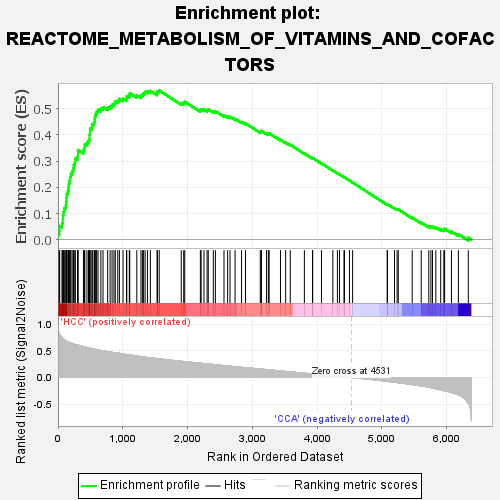 Enrichment plot:
REACTOME_METABOLISM_OF_VITAMINS_AND_COFAC
TORS
Enrichment score (ES)
0.5
0.4
0.3
0.2
0.1
0.0
Ranked list metric (Signal2Noise)
1.0
0.5
0.0
-0.5
'HCC' (positively correlated)
Zero cross at 4531
'CCA' (negatively correlated)
0
1,000
2,000
3,000
4,000
5,000
6,000
Rank in Ordered Dataset
Enrichment profile
Hits
Ranking metric scores